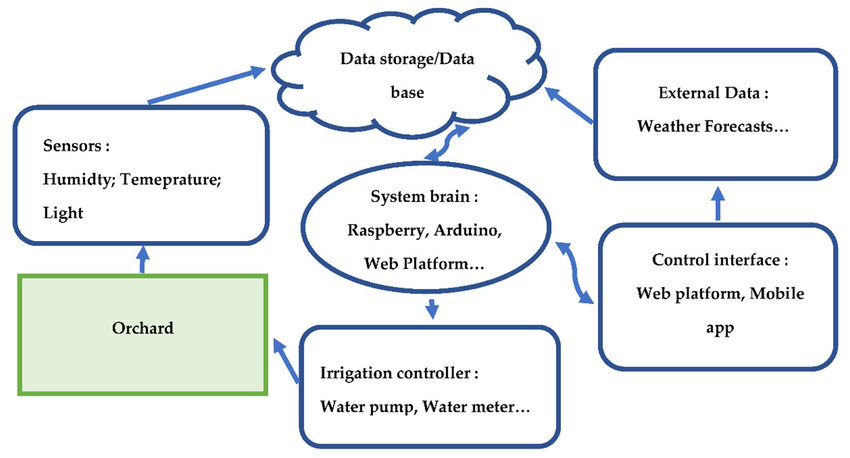 Data storage/Data
base
External Data :
Weather Forecasts…
Sensors :
Humidty; Temeprature;
Light
System brain :
Raspberry, Arduino,
Web Platform…
Control interface :
Web platform, Mobile
app
Orchard
Irrigation controller :
Water pump, Water meter…